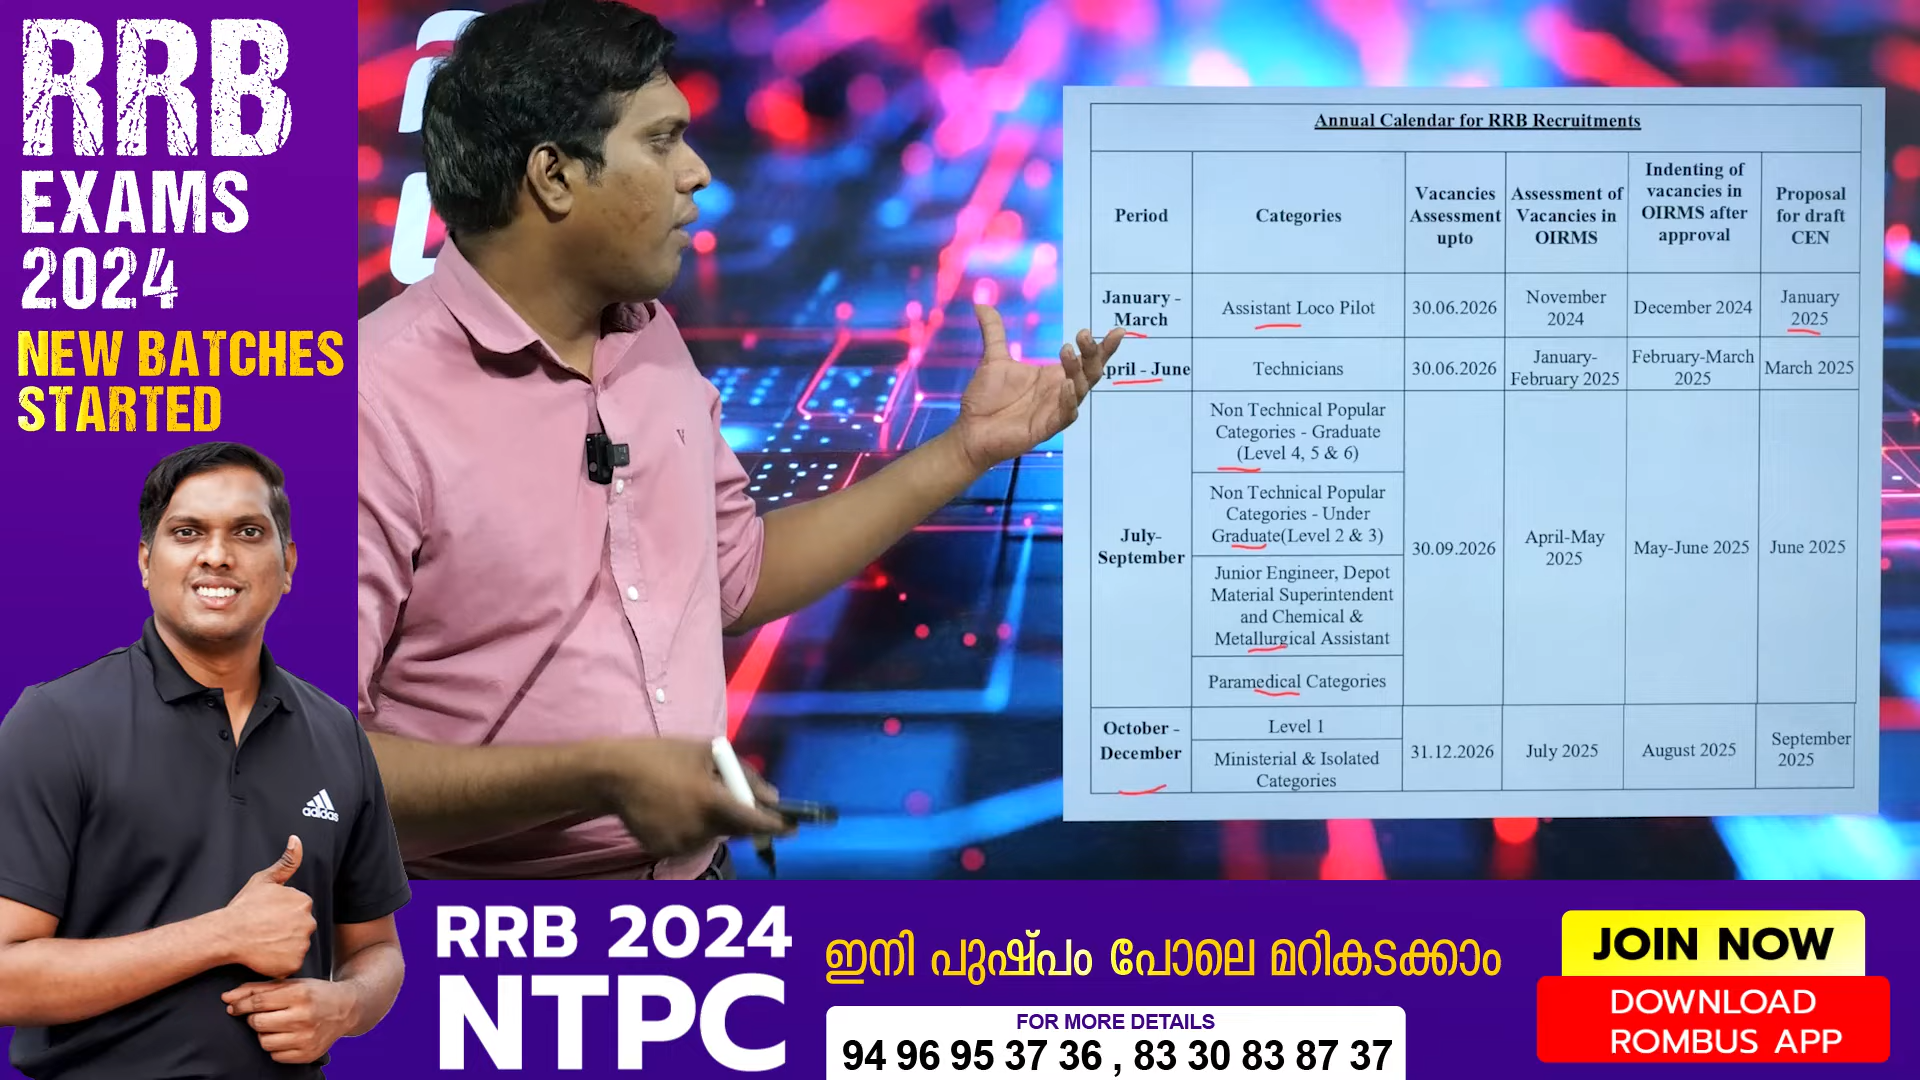 RRB
EXAMS
2024
NEW BATCHES
STARTED
adidas
Annual Calendar for RRB Recruitments
Period
Categories
Vacancies
Assessment
upto
Assessment of
Vacancies in
OIRMS
Indenting of
vacancies in
OIRMS after
approval
Proposal
for draft
CEN
January -
March
Assistant Loco Pilot
30.06.2026
November
2024
December 2024
January
2025
pril - June
Technicians
30.06.2026
January-
February 2025
February-March
2025
March 2025
July-
September
Non Technical Popular
Categories - Graduate
(Level 4, 5 & 6)
Non Technical Popular
Categories - Under
Graduate(Level 2 & 3)
Junior Engineer, Depot
Material Superintendent
and Chemical &
Metallurgical Assistant
Paramedical Categories
30.09.2026
April-May
2025
May-June 2025
June 2025
October -
December
Level 1
Ministerial & Isolated
Categories
31.12.2026
July 2025
August 2025
September
2025
RRB 2024
NTPC
ഇനി പുഷ്പം പോലെ മറികടക്കാം
FOR MORE DETAILS
94 96 95 37 36 , 83 30 83 87 37
JOIN NOW
DOWNLOAD
ROMBUS APP